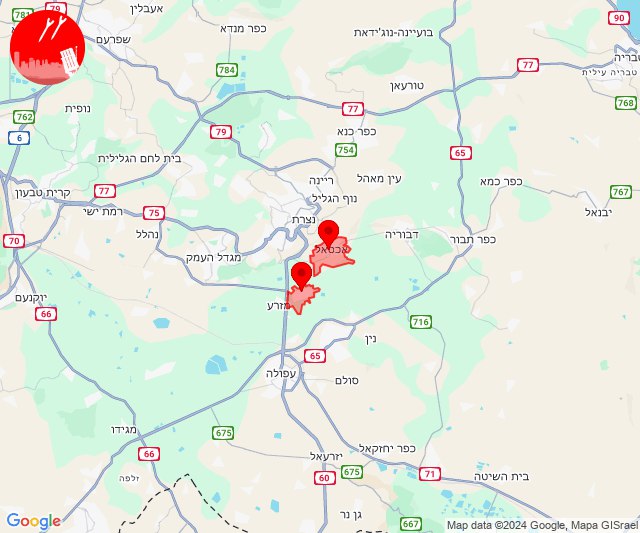 אעבלין
781
79
כפר מנדא
בועיינה-נוג'ידאת
90
שפרעם
טבריה
784
77
טבריה עילית
77
טורעאן
768
נופית
762
79
כפר כנא
6
754
65
בית לחם הגלילית
ריינה
עין מאהל
77
כפר כמא
767
קרית טבעון
נוף הגליל
רמת ישי
75
נצרת
יבנאל
נהלל
דבוריה
כפר תבור
70
אכסאל
מגדל העמק
יוקנעם
מזרע
66
716
נין
65
עפולה
סולם
מגידו
675
כפר יחזקאל
66
יזרעאל
675
71
בית השיטה
זלפה
60
גן נר
667
Google
Map data ©2024 Google, Mapa GISrael